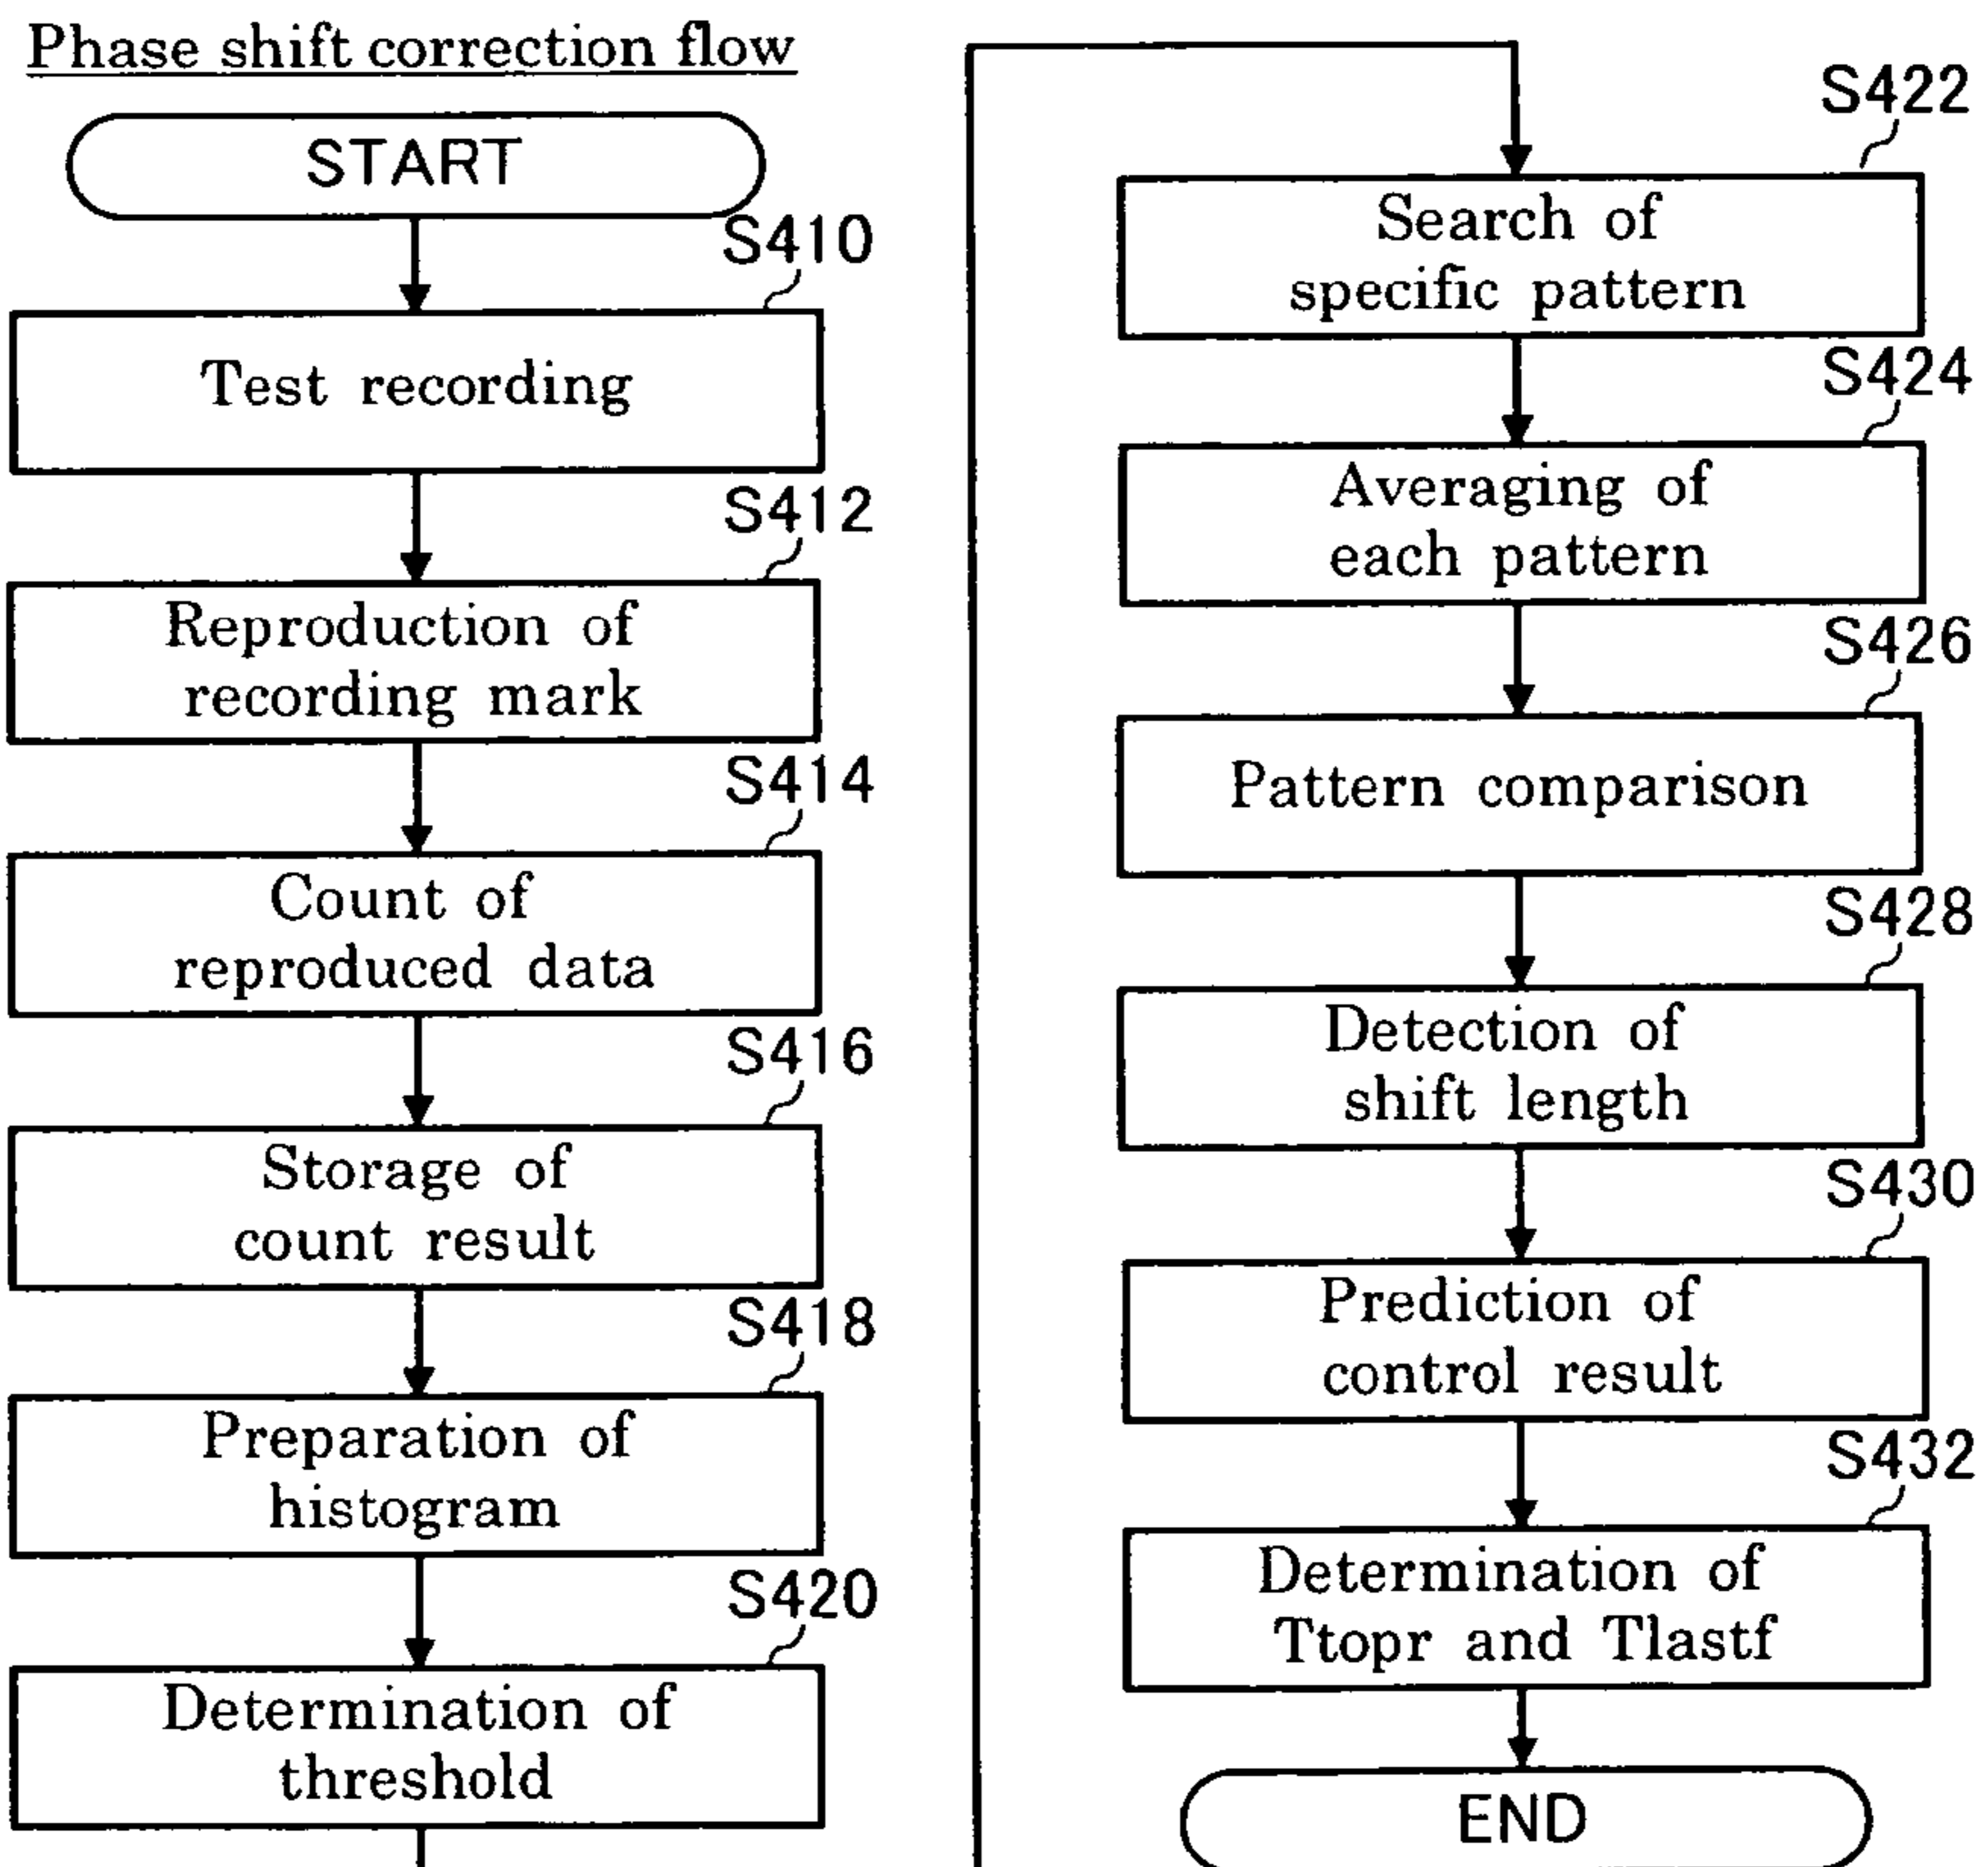 Phase shift correction flow
START
S410
Test recording
S412
Reproduction of
recording mark
S414
Count of
reproduced data
S416
Storage of
count result
S418
Preparation of
histogram
S420
Determination of
threshold
S422
Search of
specific pattern
S424
Averaging of
each pattern
S426
Pattern comparison
S428
Detection of
shift length
S430
Prediction of
control result
S432
Determination of
Ttopr and Tlastf
END